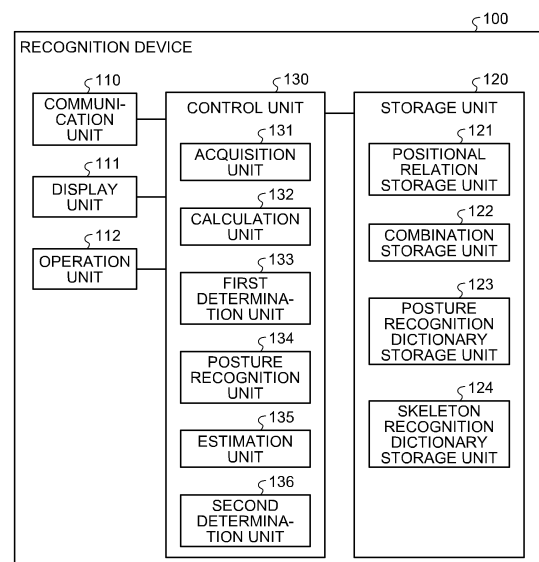 100
RECOGNITION DEVICE
110
COMMUNI-
CATION
UNIT
111
DISPLAY
UNIT
112
OPERATION
UNIT
130
CONTROL UNIT
131
ACQUISITION
UNIT
132
CALCULATION
UNIT
133
FIRST
DETERMINA-
TION UNIT
134
POSTURE
RECOGNITION
UNIT
135
ESTIMATION
UNIT
136
SECOND
DETERMINA-
TION UNIT
120
STORAGE UNIT
121
POSITIONAL
RELATION
STORAGE UNIT
122
COMBINATION
STORAGE UNIT
123
POSTURE
RECOGNITION
DICTIONARY
STORAGE UNIT
124
SKELETON
RECOGNITION
DICTIONARY
STORAGE UNIT